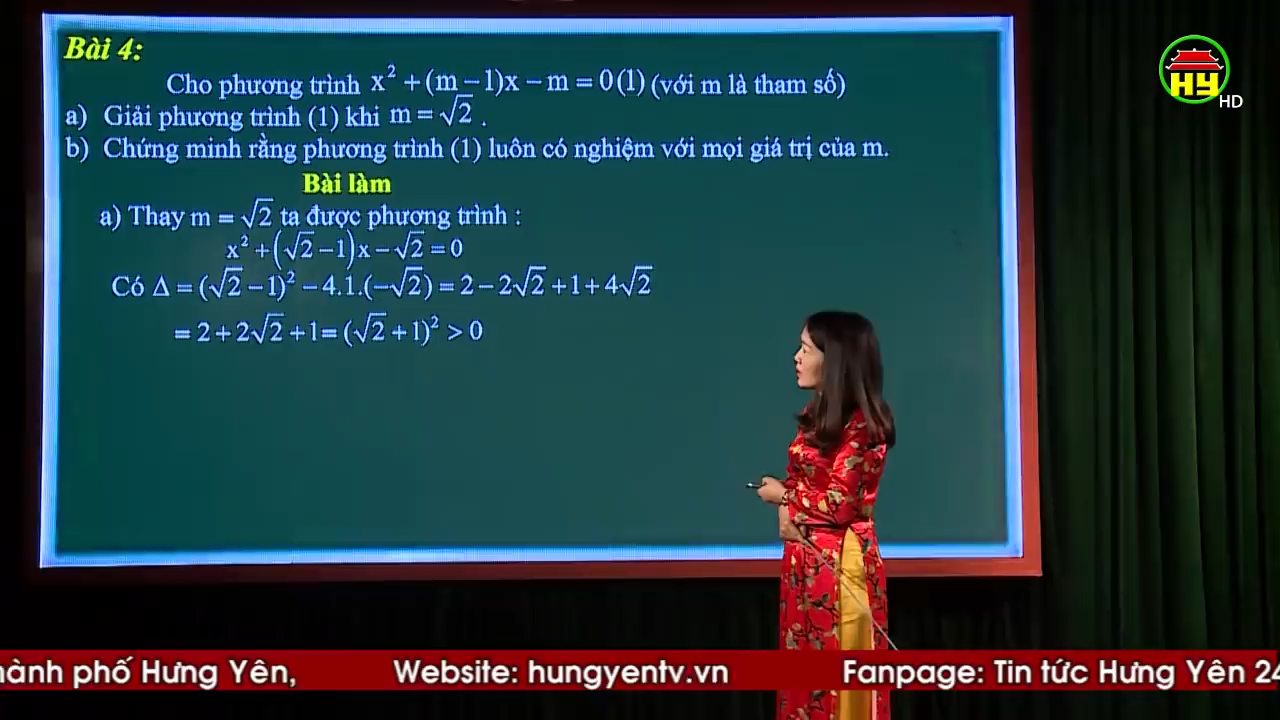 Bài 4:
Cho phương trình x² + (m − 1)x − m = 0 (1) (với m là tham số)
a) Giải phương trình (1) khi m = √2 .
b) Chứng minh rằng phương trình (1) luôn có nghiệm với mọi giá trị của m.
Bài làm
a) Thay m = √2 ta được phương trình :
x² + (√2 − 1)x − √2 = 0
Có Δ = (√2 − 1)² − 4.1.(−√2) = 2 − 2√2 + 1 + 4√2
= 2 + 2√2 + 1 = (√2 + 1)² > 0
HY
HD
phố Hưng Yên, Website: hungyentv.vn Fanpage: Tin tức Hưng Yên